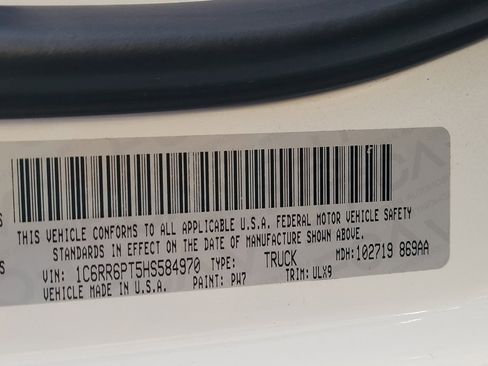 THIS VEHICLE CONFORMS TO ALL APPLICABLE U.S.A. FEDERAL MOTOR VEHICLE SAFETY
STANDARDS IN EFFECT ON THE DATE OF MANUFACTURE SHOWN ABOVE.
VIN: 1C6RR6PT5HS584970 TYPE: TRUCK MDH: 102719 869AA
VEHICLE MADE IN U.S.A. PAINT: PW7 TRIM: ULX9